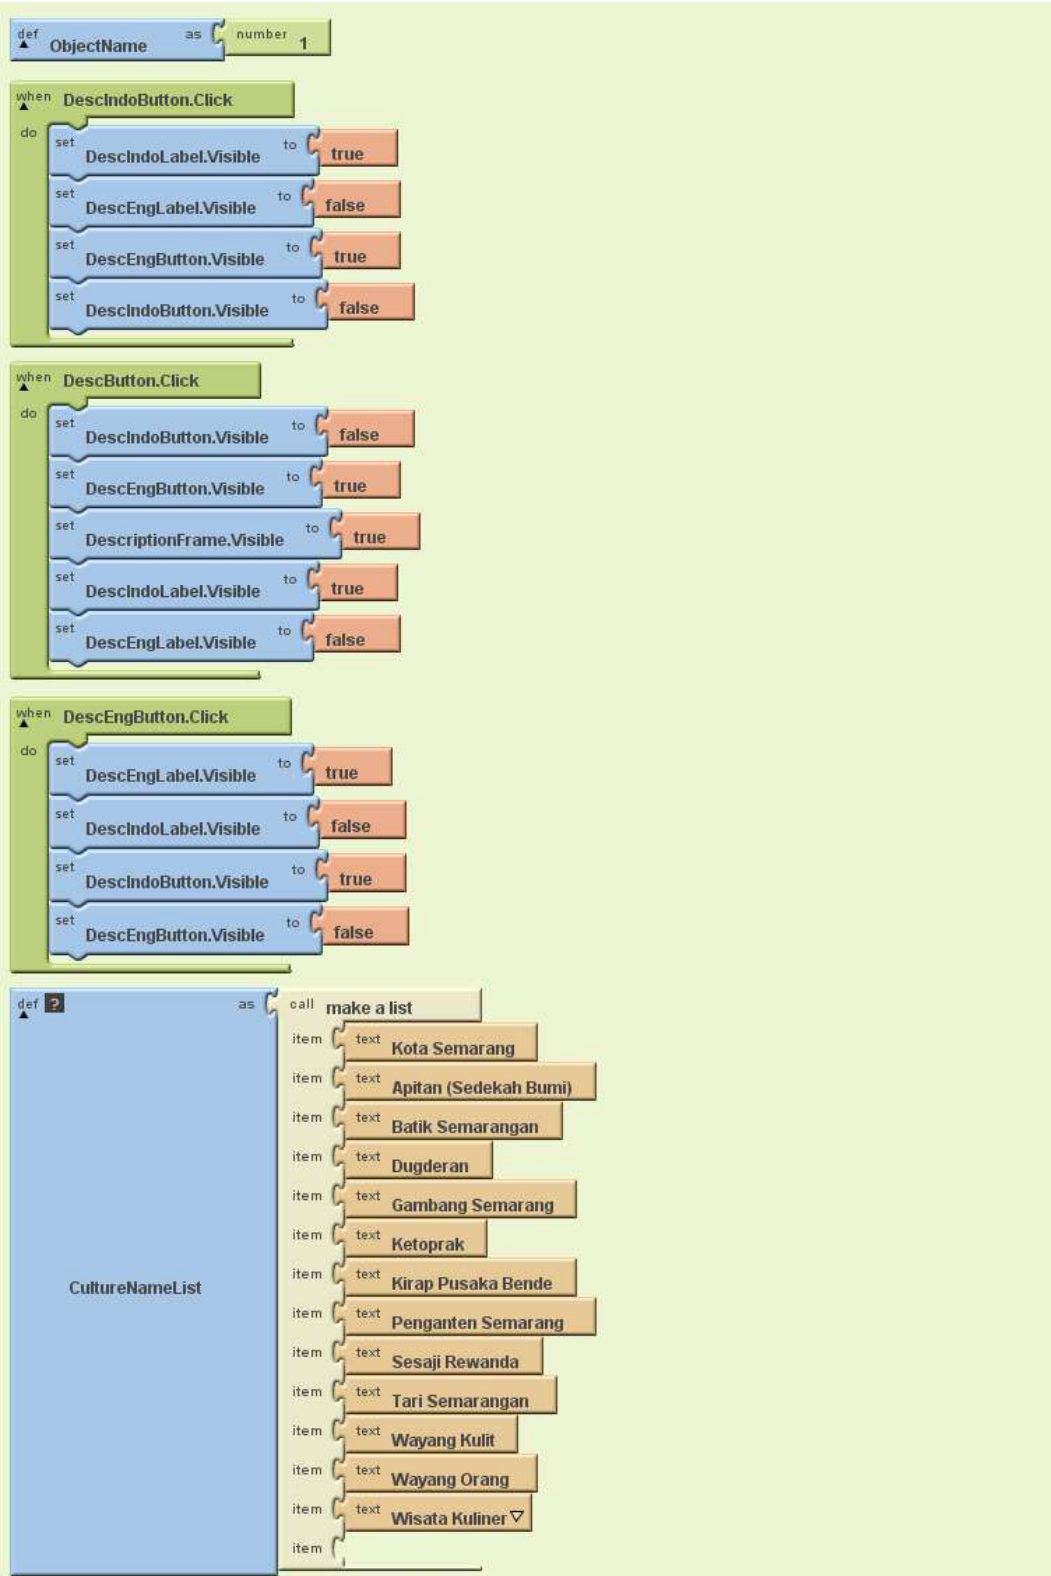 def ObjectName as number 1
when DescIndoButton.Click
do set DescIndoLabel.Visible to true
set DescEngLabel.Visible to false
set DescEngButton.Visible to true
set DescIndoButton.Visible to false
when DescButton.Click
do set DescIndoButton.Visible to false
set DescEngButton.Visible to true
set DescriptionFrame.Visible to true
set DescIndoLabel.Visible to true
set DescEngLabel.Visible to false
when DescEngButton.Click
do set DescEngLabel.Visible to true
set DescIndoLabel.Visible to false
set DescIndoButton.Visible to true
set DescEngButton.Visible to false
def ? as call make a list
item text Kota Semarang
item text Apitan (Sedekah Bumi)
item text Batik Semarangan
item text Dugderan
item text Gambang Semarang
item text Ketoprak
CultureNameList item text Kirap Pusaka Bende
item text Penganten Semarang
item text Sesaji Rewanda
item text Tari Semarangan
item text Wayang Kulit
item text Wayang Orang
item text Wisata Kuliner
item